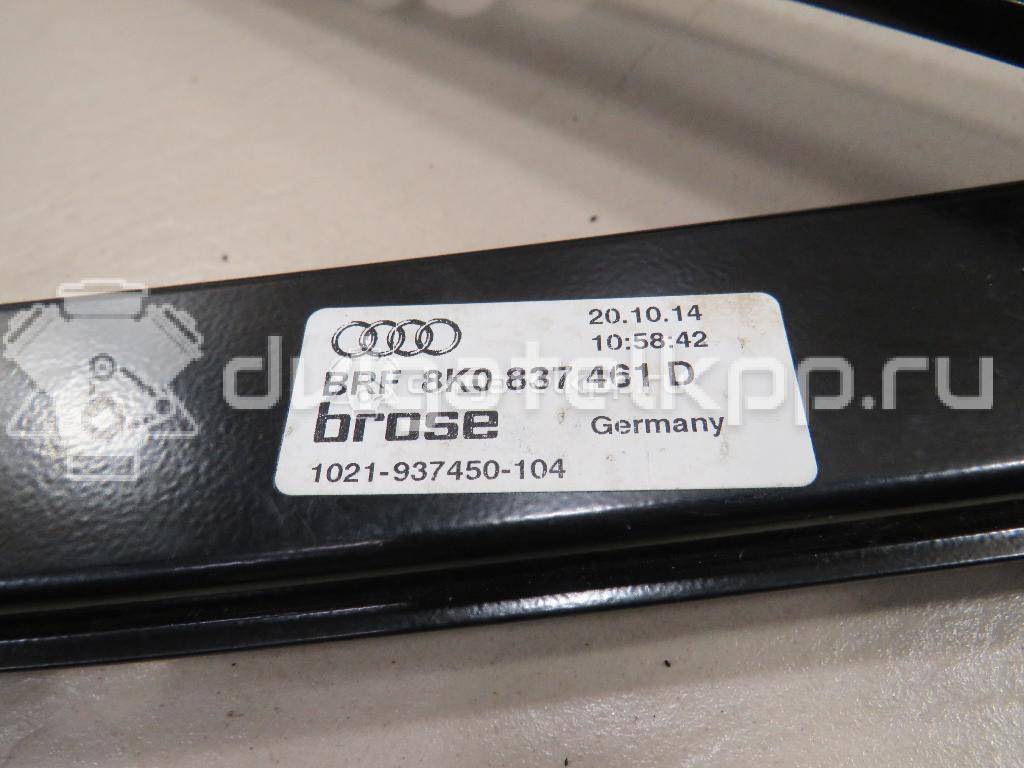 20.10.14
10:58:42
BRF 8K0 837 461 D
brose Germany
1021-937450-104
dvigatelkpp.ru